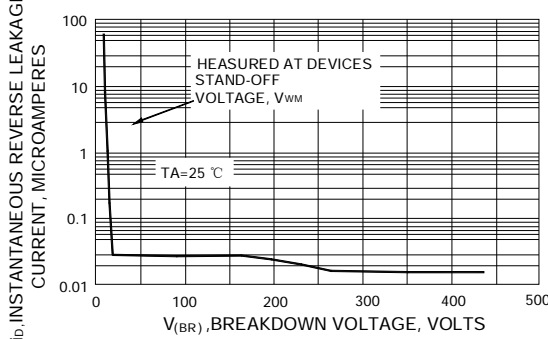 iD,INSTANTANEOUS REVERSE LEAKAGE
CURRENT, MICROAMPERES
100
10
1
0.1
0.01
HEASURED AT DEVICES
STAND-OFF
VOLTAGE, VWM
TA=25 ℃
0 100 200 300 400 500
V(BR) ,BREAKDOWN VOLTAGE, VOLTS